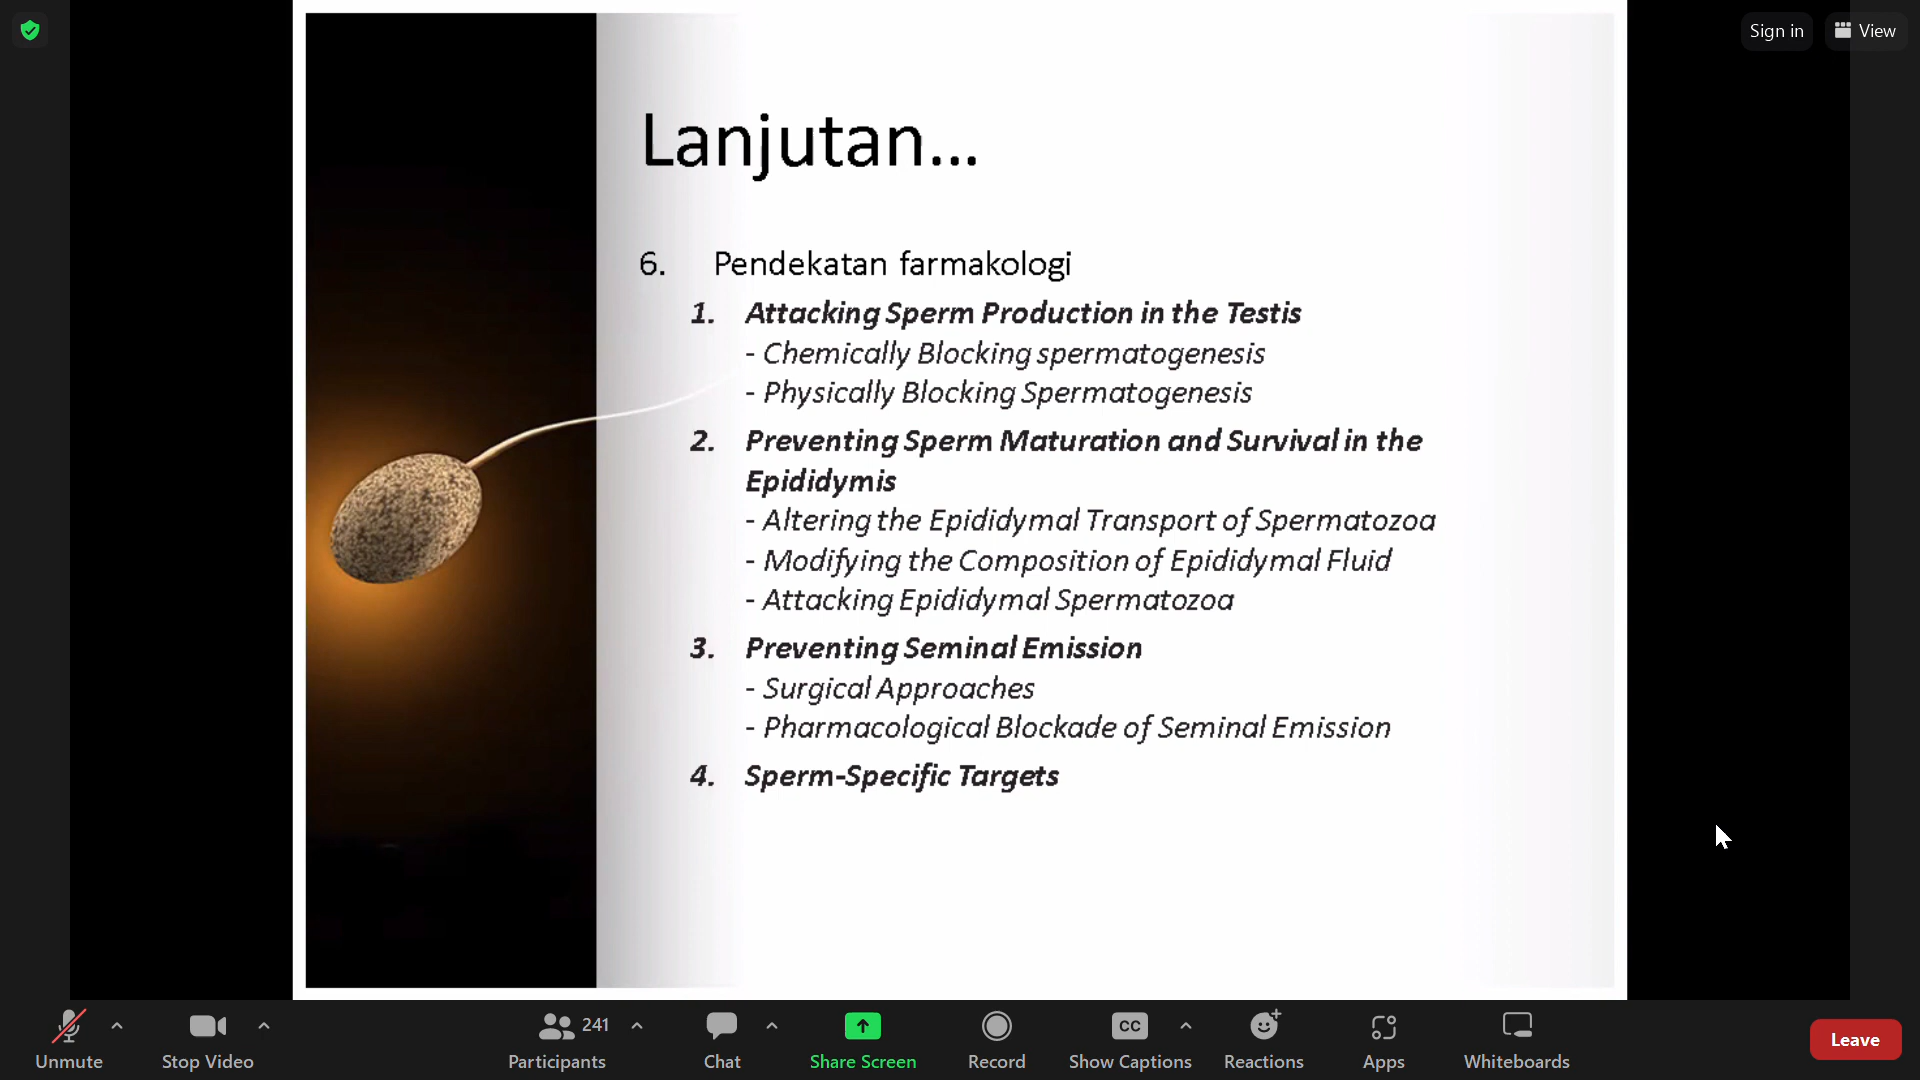 Sign in
View
Lanjutan...
6. Pendekatan farmakologi
1. Attacking Sperm Production in the Testis
- Chemically Blocking spermatogenesis
- Physically Blocking Spermatogenesis
2. Preventing Sperm Maturation and Survival in the
Epididymis
- Altering the Epididymal Transport of Spermatozoa
- Modifying the Composition of Epididymal Fluid
- Attacking Epididymal Spermatozoa
3. Preventing Seminal Emission
- Surgical Approaches
- Pharmacological Blockade of Seminal Emission
4. Sperm-Specific Targets
241
CC
Unmute
Stop Video
Participants
Chat
Share Screen
Record
Show Captions
Reactions
Apps
Whiteboards
Leave